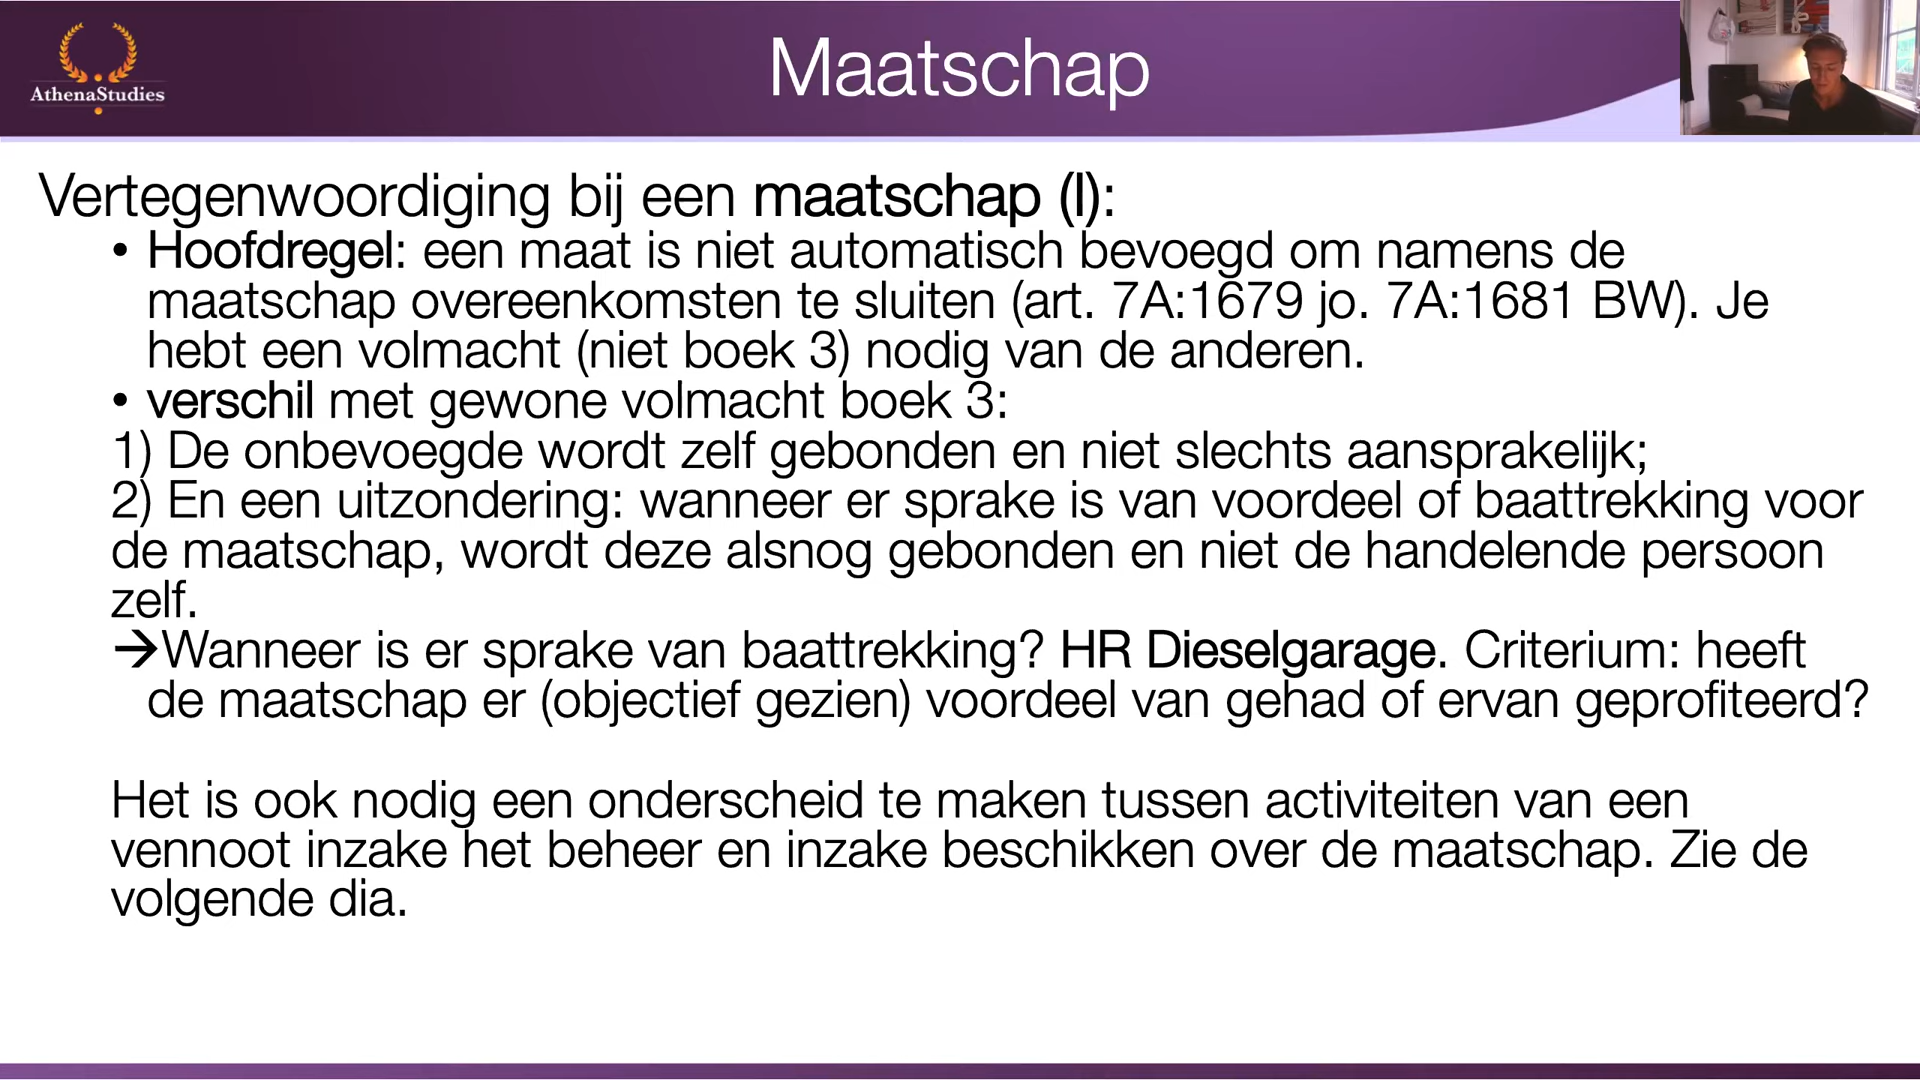 AthenaStudies
Maatschap
Vertegenwoordiging bij een maatschap (I):
• Hoofdregel: een maat is niet automatisch bevoegd om namens de
maatschap overeenkomsten te sluiten (art. 7A:1679 jo. 7A:1681 BW). Je
hebt een volmacht (niet boek 3) nodig van de anderen.
• verschil met gewone volmacht boek 3:
1) De onbevoegde wordt zelf gebonden en niet slechts aansprakelijk;
2) En een uitzondering: wanneer er sprake is van voordeel of baattrekking voor
de maatschap, wordt deze alsnog gebonden en niet de handelende persoon
zelf.
→Wanneer is er sprake van baattrekking? HR Dieselgarage. Criterium: heeft
de maatschap er (objectief gezien) voordeel van gehad of ervan geprofiteerd?
Het is ook nodig een onderscheid te maken tussen activiteiten van een
vennoot inzake het beheer en inzake beschikken over de maatschap. Zie de
volgende dia.